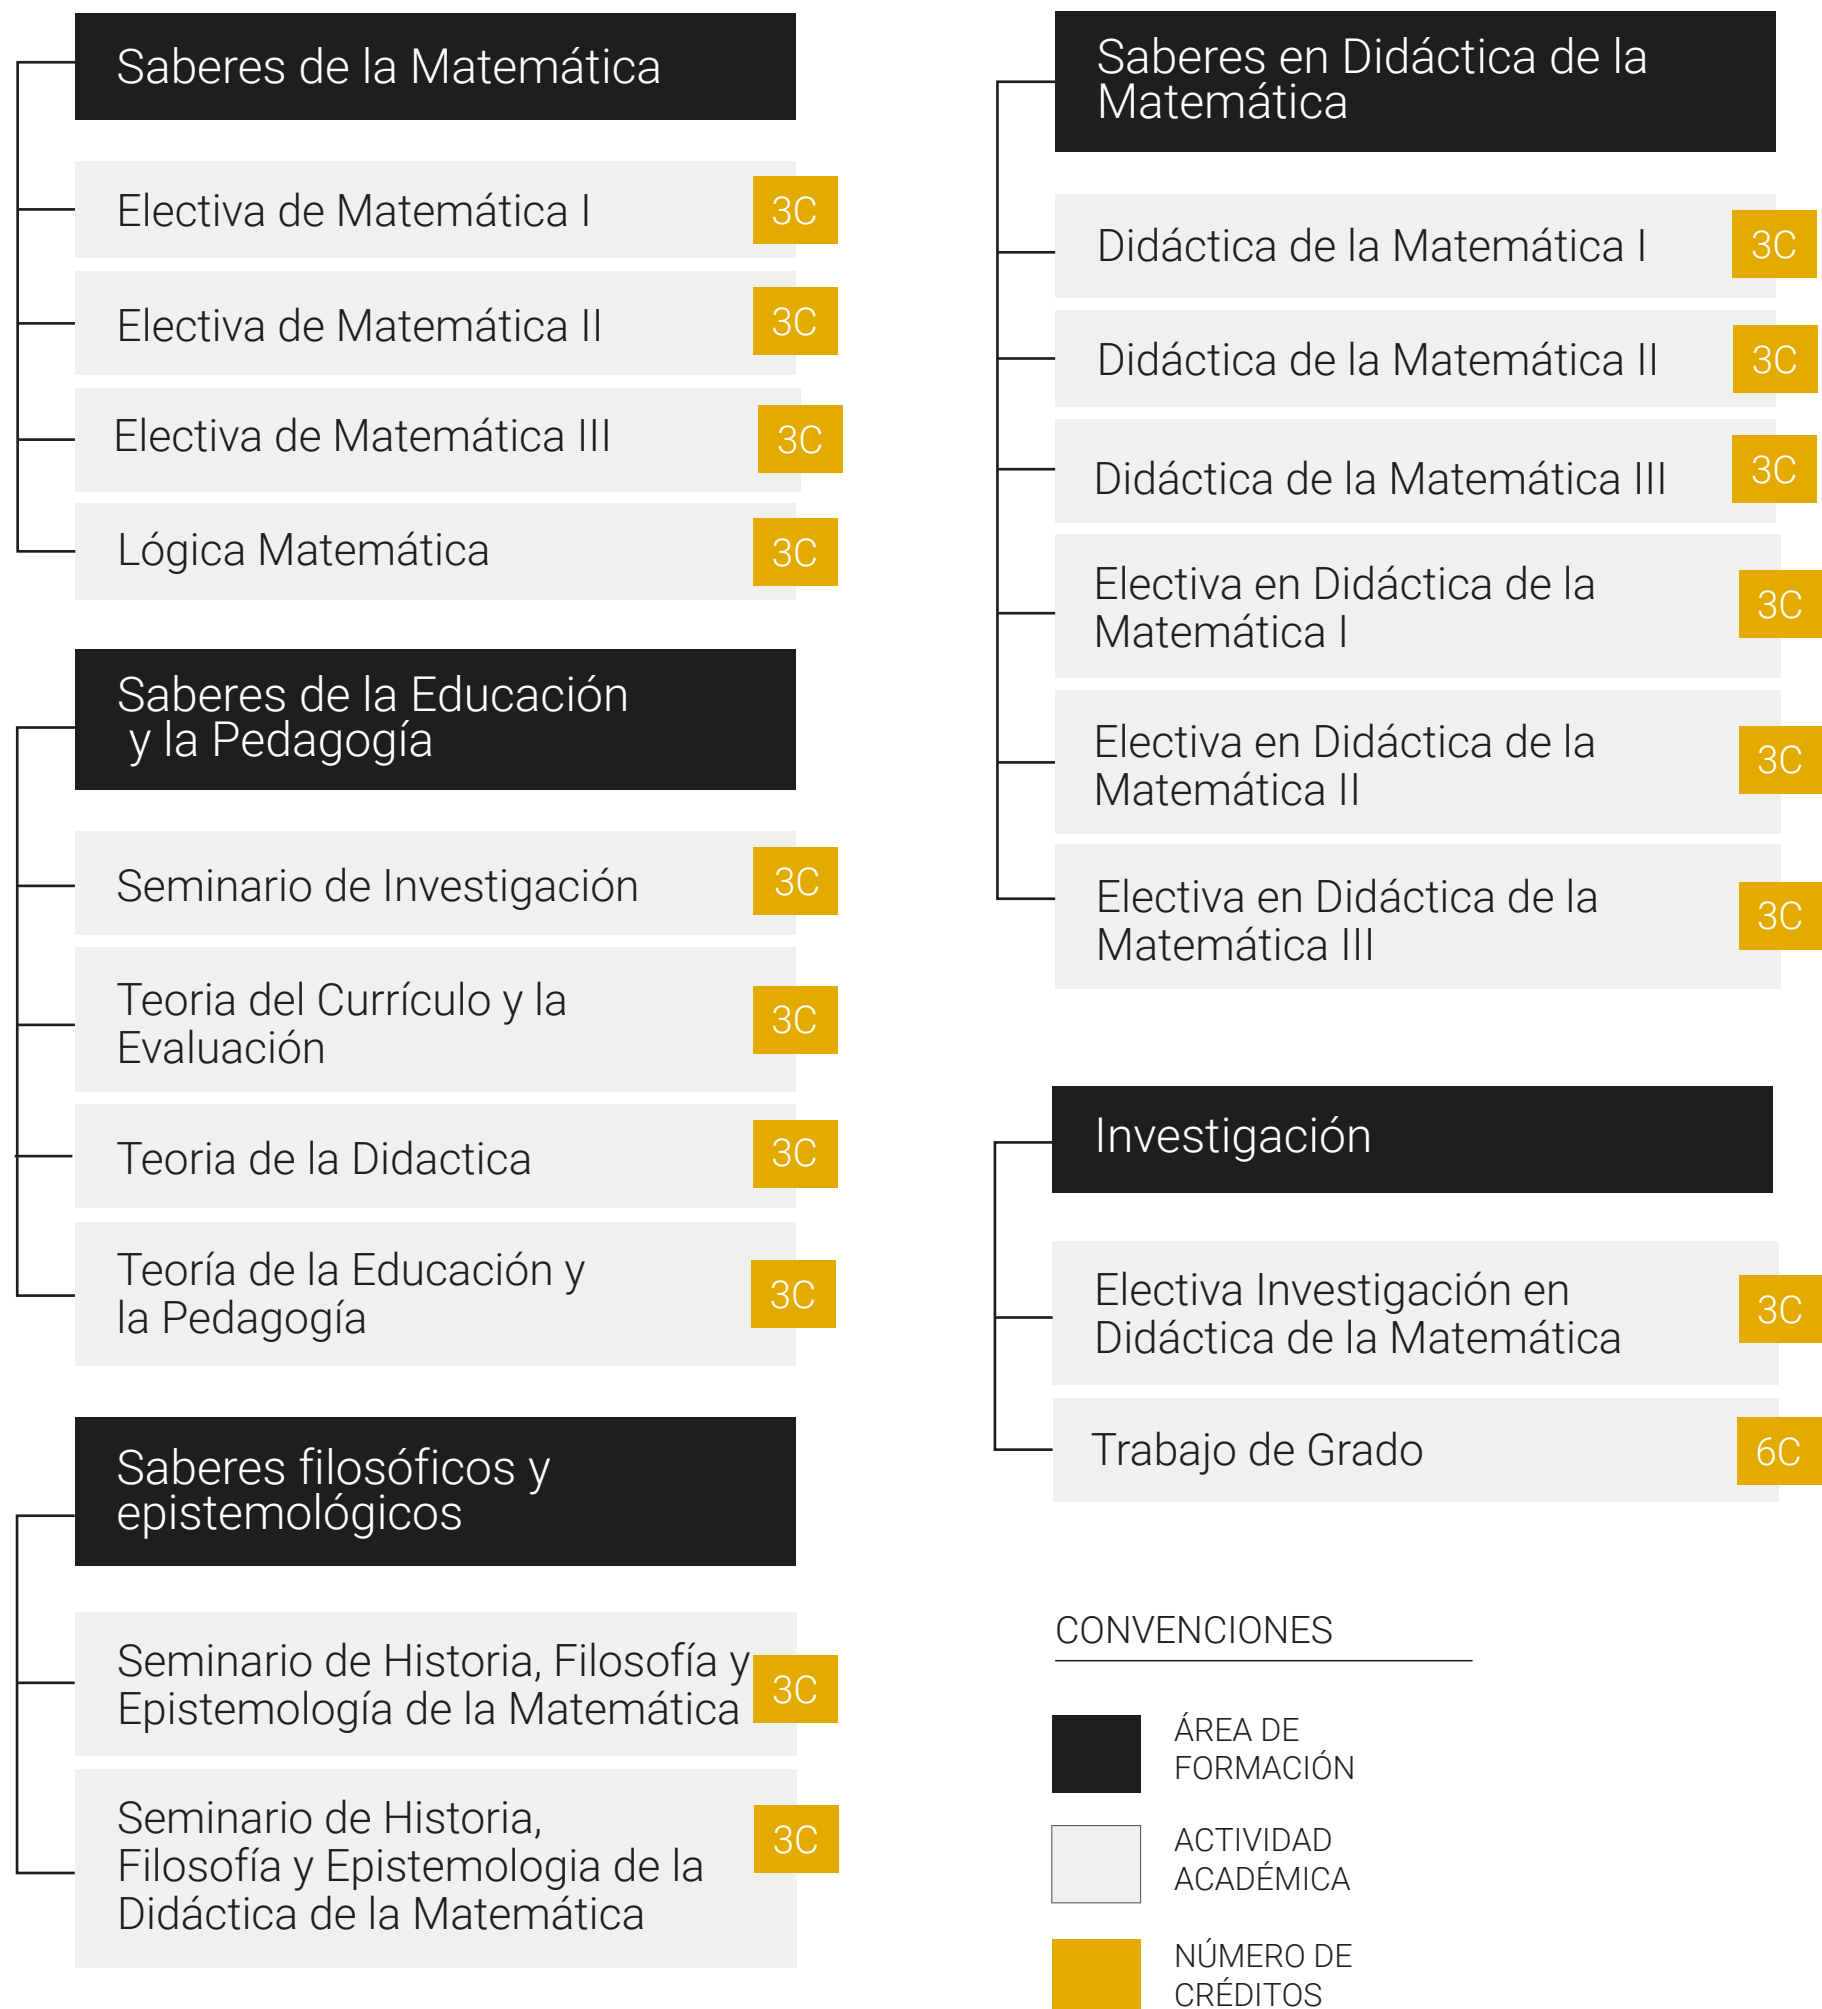 Saberes de la Matemática
Electiva de Matemática I
3C
Electiva de Matemática II
3C
Electiva de Matemática III
3C
Lógica Matemática
3C
Saberes de la Educación
y la Pedagogía
Seminario de Investigación
3C
Teoria del Currículo y la
Evaluación
3C
Teoria de la Didactica
3C
Teoría de la Educación y
la Pedagogía
3C
Saberes filosóficos y
epistemológicos
Seminario de Historia, Filosofía y
Epistemología de la Matemática
3C
Seminario de Historia,
Filosofía y Epistemologia de la
Didáctica de la Matemática
3C
Saberes en Didáctica de la
Matemática
Didáctica de la Matemática I
3C
Didáctica de la Matemática II
3C
Didáctica de la Matemática III
3C
Electiva en Didáctica de la
Matemática I
3C
Electiva en Didáctica de la
Matemática II
3C
Electiva en Didáctica de la
Matemática III
3C
Investigación
Electiva Investigación en
Didáctica de la Matemática
3C
Trabajo de Grado
6C
CONVENCIONES
ÁREA DE
FORMACIÓN
ACTIVIDAD
ACADÉMICA
NÚMERO DE
CRÉDITOS